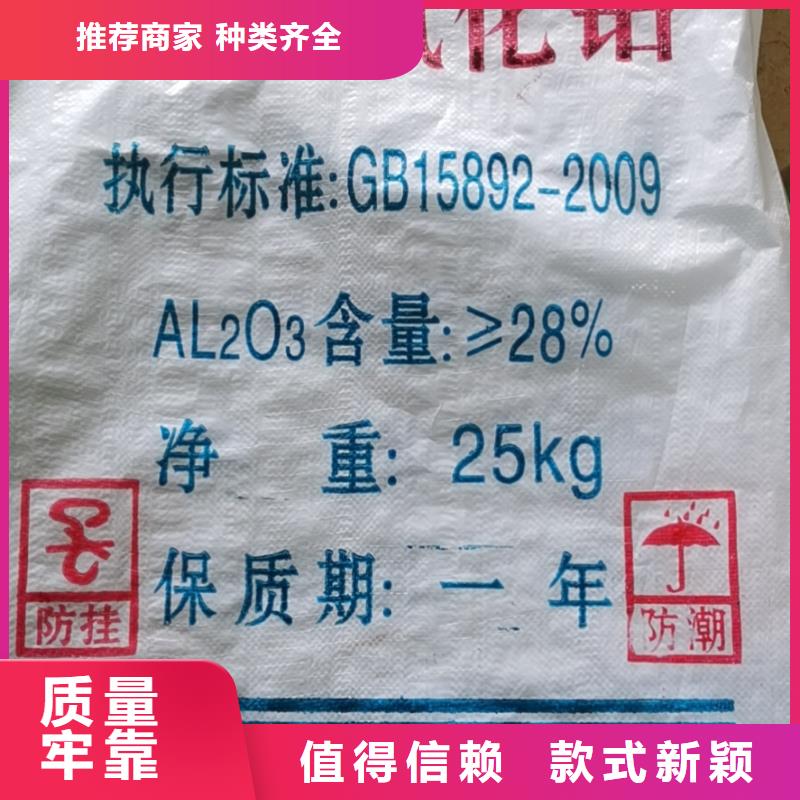 推荐商家 种类齐全
化铝
执行标准:GB15892-2009
AL2O3含量:≥28%
净 重: 25kg
保质期: 一 年
防挂
防潮
质量
牢靠
值得信赖 款式新颖